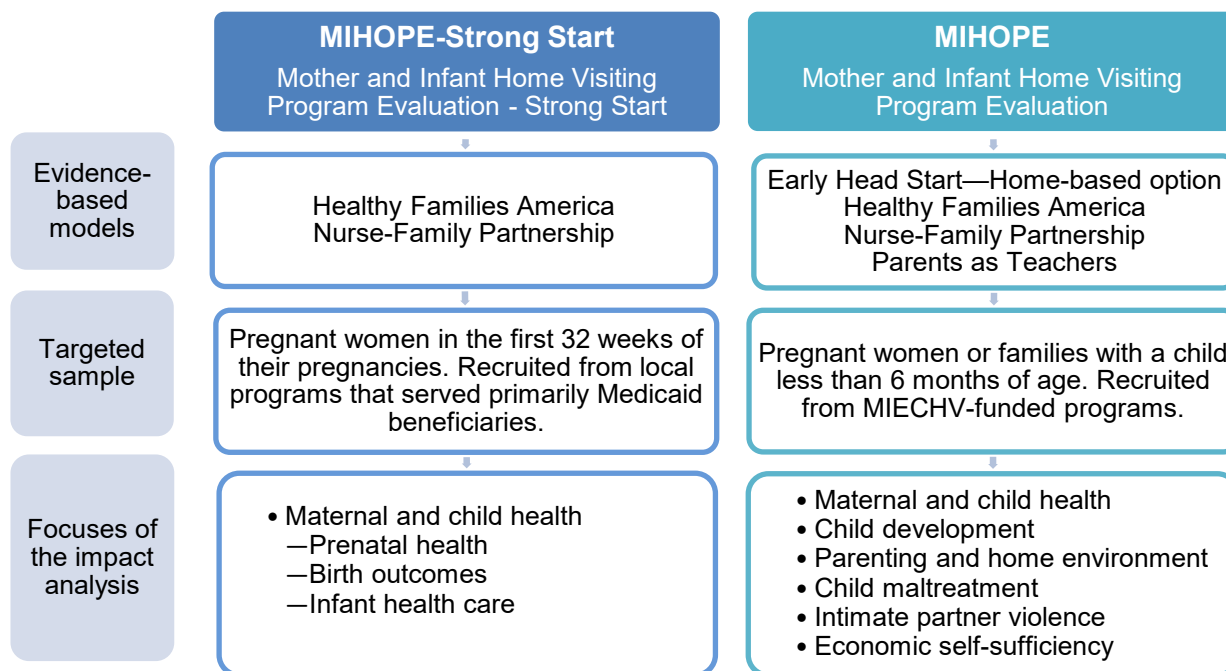 MIHOPE-Strong Start
Mother and Infant Home Visiting
Program Evaluation - Strong Start
MIHOPE
Mother and Infant Home Visiting
Program Evaluation
Evidence-
based
models
Healthy Families America
Nurse-Family Partnership
Early Head Start—Home-based option
Healthy Families America
Nurse-Family Partnership
Parents as Teachers
Targeted
sample
Pregnant women in the first 32 weeks of
their pregnancies. Recruited from local
programs that served primarily Medicaid
beneficiaries.
Pregnant women or families with a child
less than 6 months of age. Recruited
from MIECHV-funded programs.
Focuses of
the impact
analysis
• Maternal and child health
—Prenatal health
—Birth outcomes
—Infant health care
• Maternal and child health
• Child development
• Parenting and home environment
• Child maltreatment
• Intimate partner violence
• Economic self-sufficiency